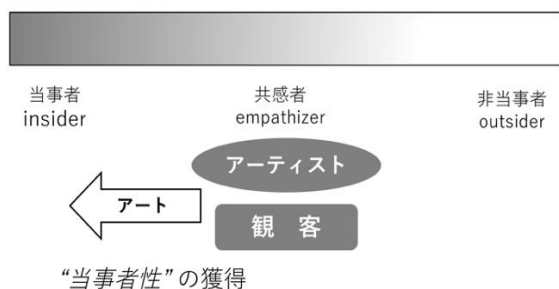 当事者 共感者 非当事者
insider empathizer outsider
アーティスト
アート
観 客
“当事者性” の獲得